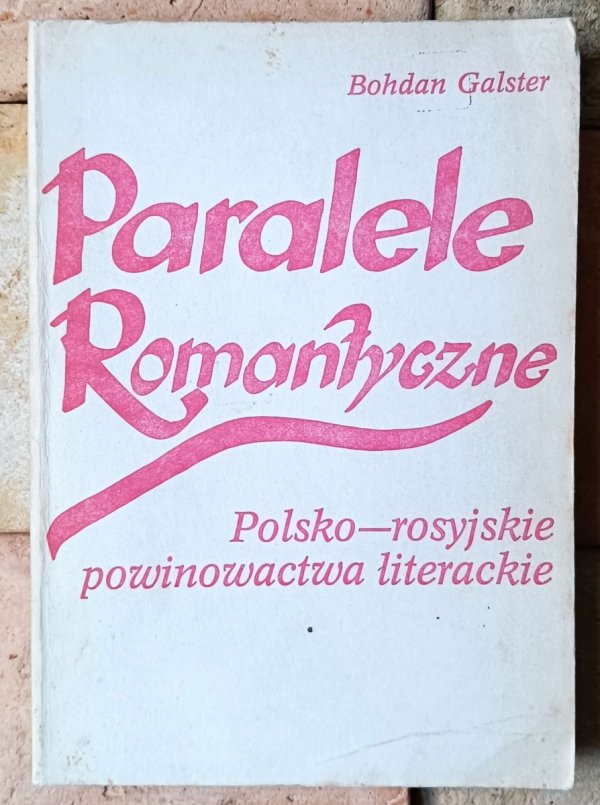 Bohdan Galster
Paralele
Romantyczne
Polsko—rosyjskie
powinowactwa literackie